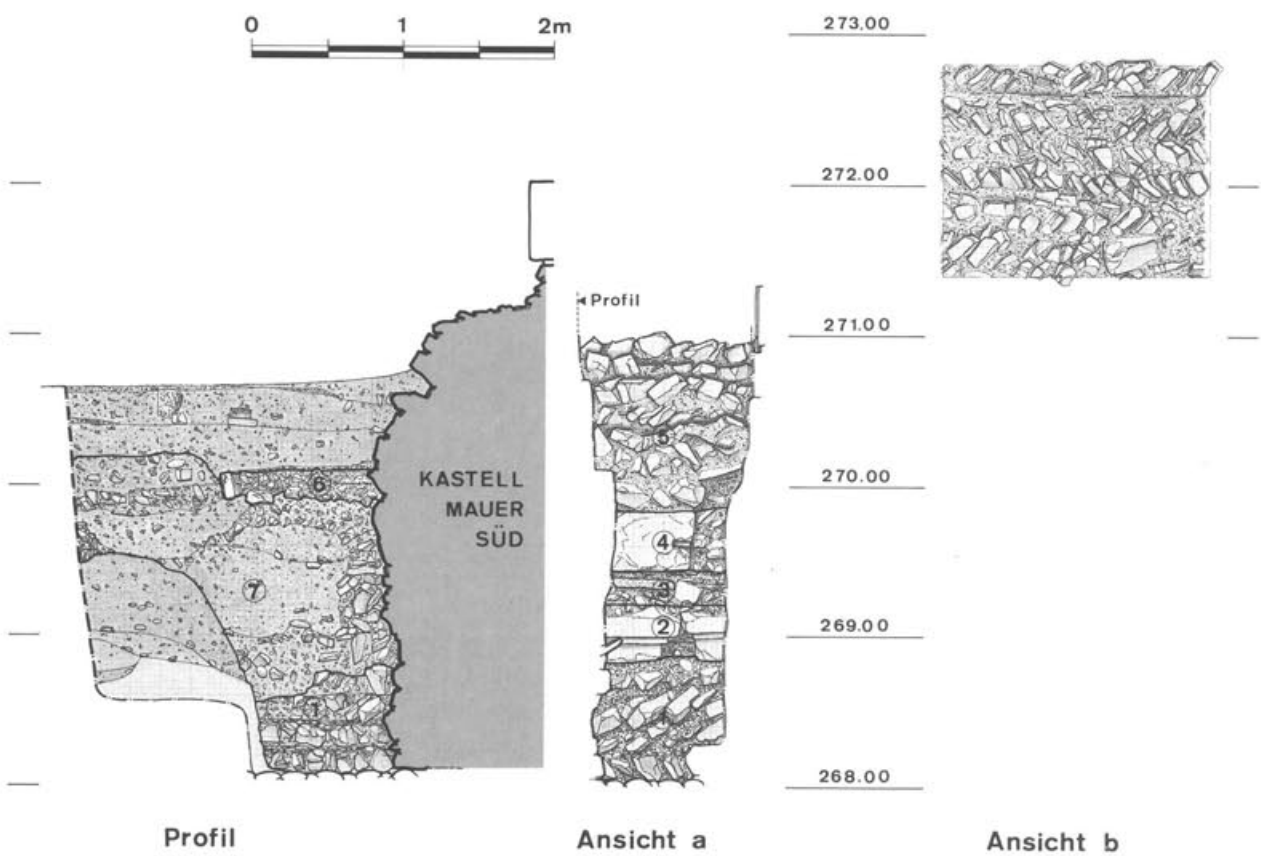 0 1 2m
273.00
272.00
271.00
270.00
269.00
268.00
Profil
KASTELL
MAUER
SÜD
6
7
1
5
4
3
2
1
Profil
Ansicht a
Ansicht b